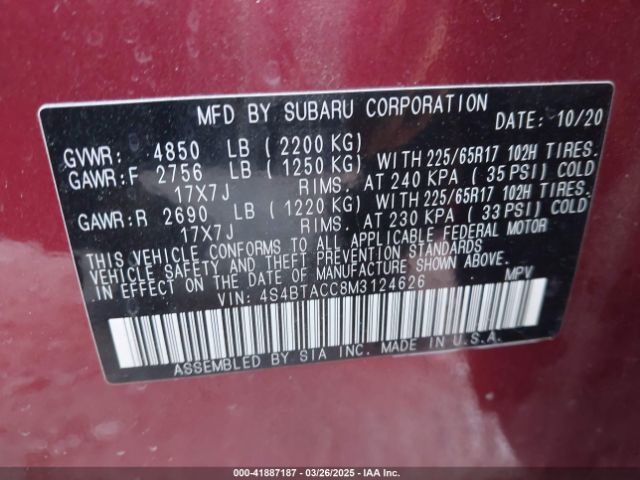 MFD BY SUBARU CORPORATION DATE: 10/20
GVWR: 4850 LB (2200 KG)
GAWR:F 2756 LB (1250 KG) WITH 225/65R17 102H TIRES.
17X7J RIMS. AT 240 KPA (35 PSI) COLD
GAWR:R 2690 LB (1220 KG) WITH 225/65R17 102H TIRES.
17X7J RIMS. AT 230 KPA (33 PSI) COLD
THIS VEHICLE CONFORMS TO ALL APPLICABLE FEDERAL MOTOR
VEHICLE SAFETY AND THEFT PREVENTION STANDARDS
IN EFFECT ON THE DATE OF MANUFACTURE SHOWN ABOVE.
VIN: 4S4BTACC8M3124626 MPV
ASSEMBLED BY SIA INC. MADE IN U.S.A.
000-41887187 - 03/26/2025 - IAA Inc.